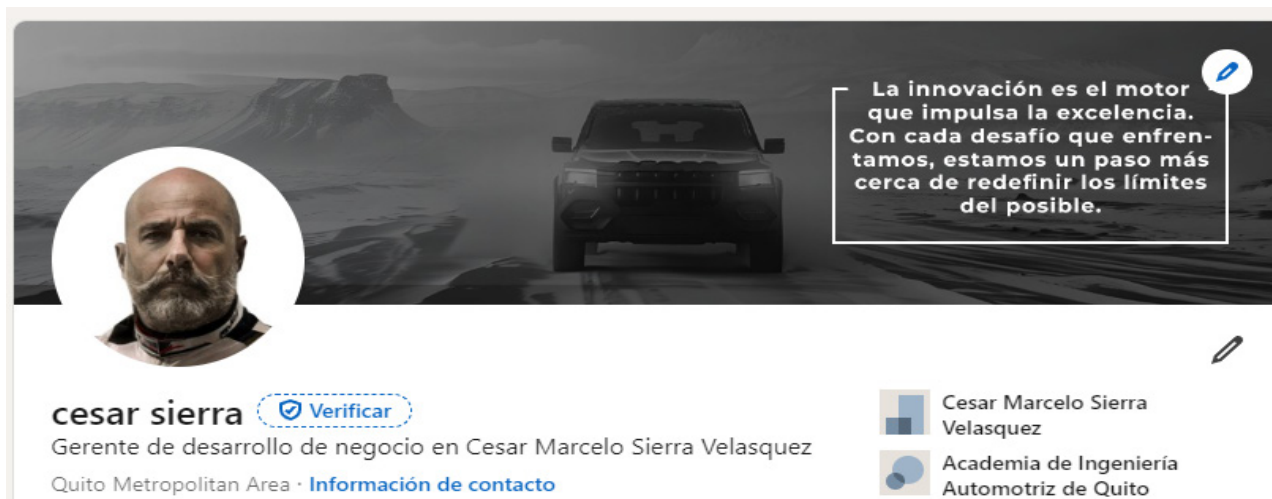 La innovación es el motor
que impulsa la excelencia.
Con cada desafío que enfren-
tamos, estamos un paso más
cerca de redefinir los límites
del posible.
cesar sierra Verificar
Gerente de desarrollo de negocio en Cesar Marcelo Sierra Velasquez
Quito Metropolitan Area · Información de contacto
Cesar Marcelo Sierra
Velasquez
Academia de Ingeniería
Automotriz de Quito